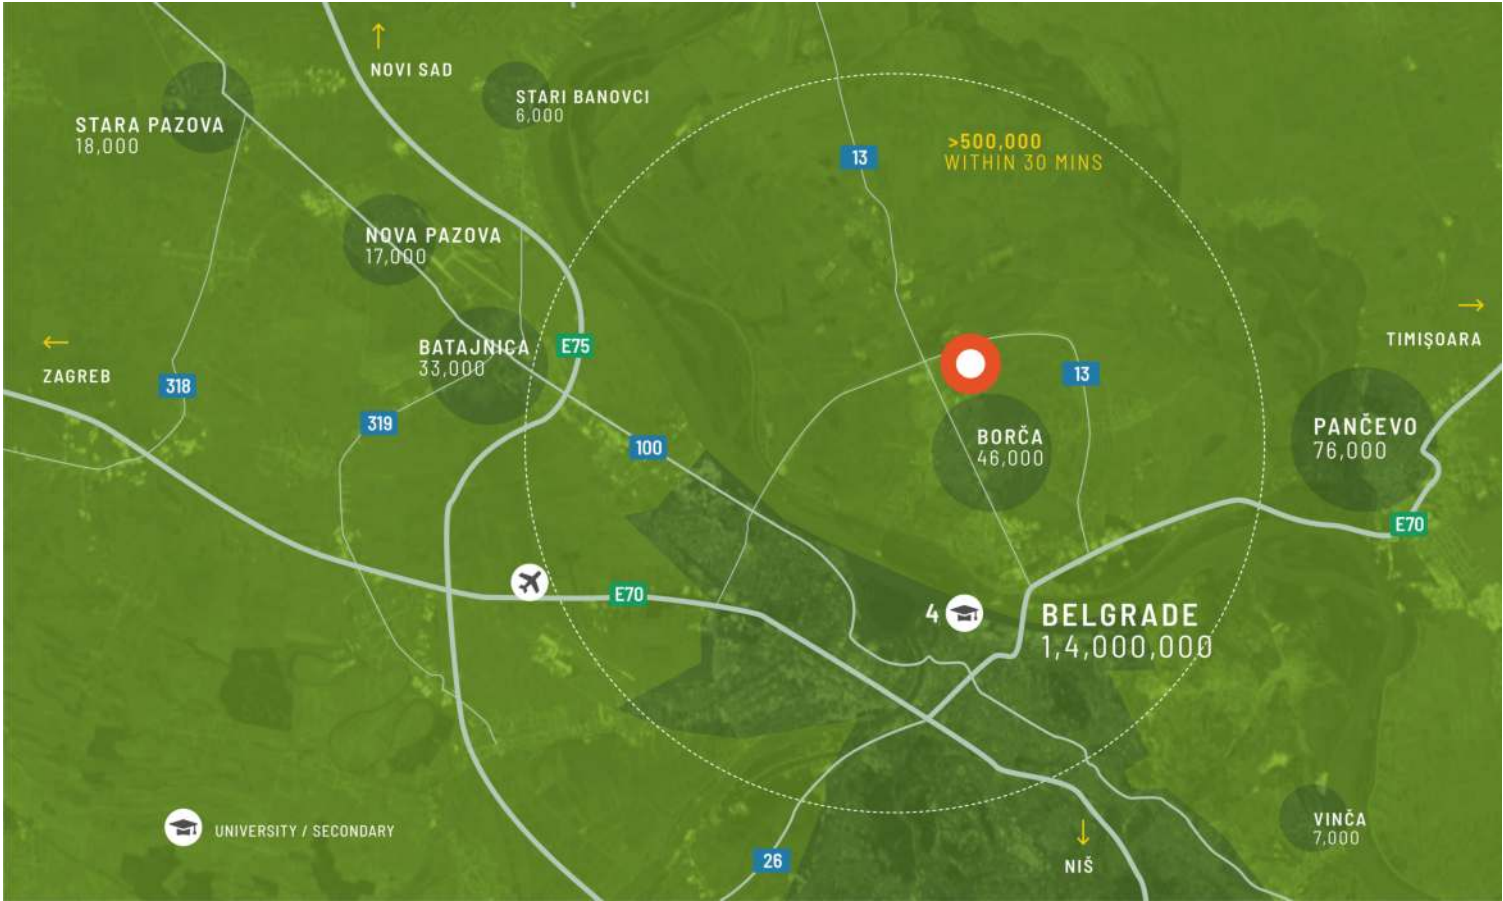 NOVI SAD
STARI BANOVCI
6,000
STARA PAZOVA
18,000
>500,000
WITHIN 30 MINS
13
NOVA PAZOVA
17,000
TIMIŞOARA
BATAJNICA
33,000
E75
ZAGREB
318
13
319
100
BORČA
46,000
PANČEVO
76,000
E70
E70
4
BELGRADE
1,4,000,000
UNIVERSITY / SECONDARY
VINČA
7,000
26
NIŠ